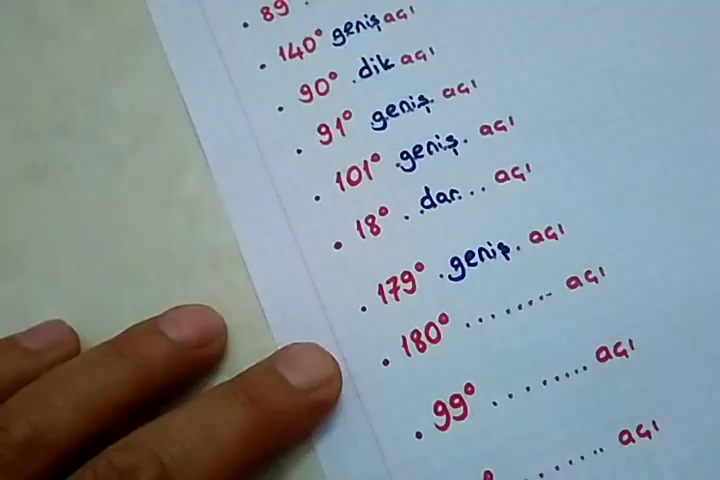 . 89
. 140° geniş açı
. 90° .dik açı
. 91° geniş. açı
. 101° .geniş. açı
. 18° ..dar... açı
. 179° .geniş. açı
. 180° ........ açı
. 99° ........ açı
........ açı